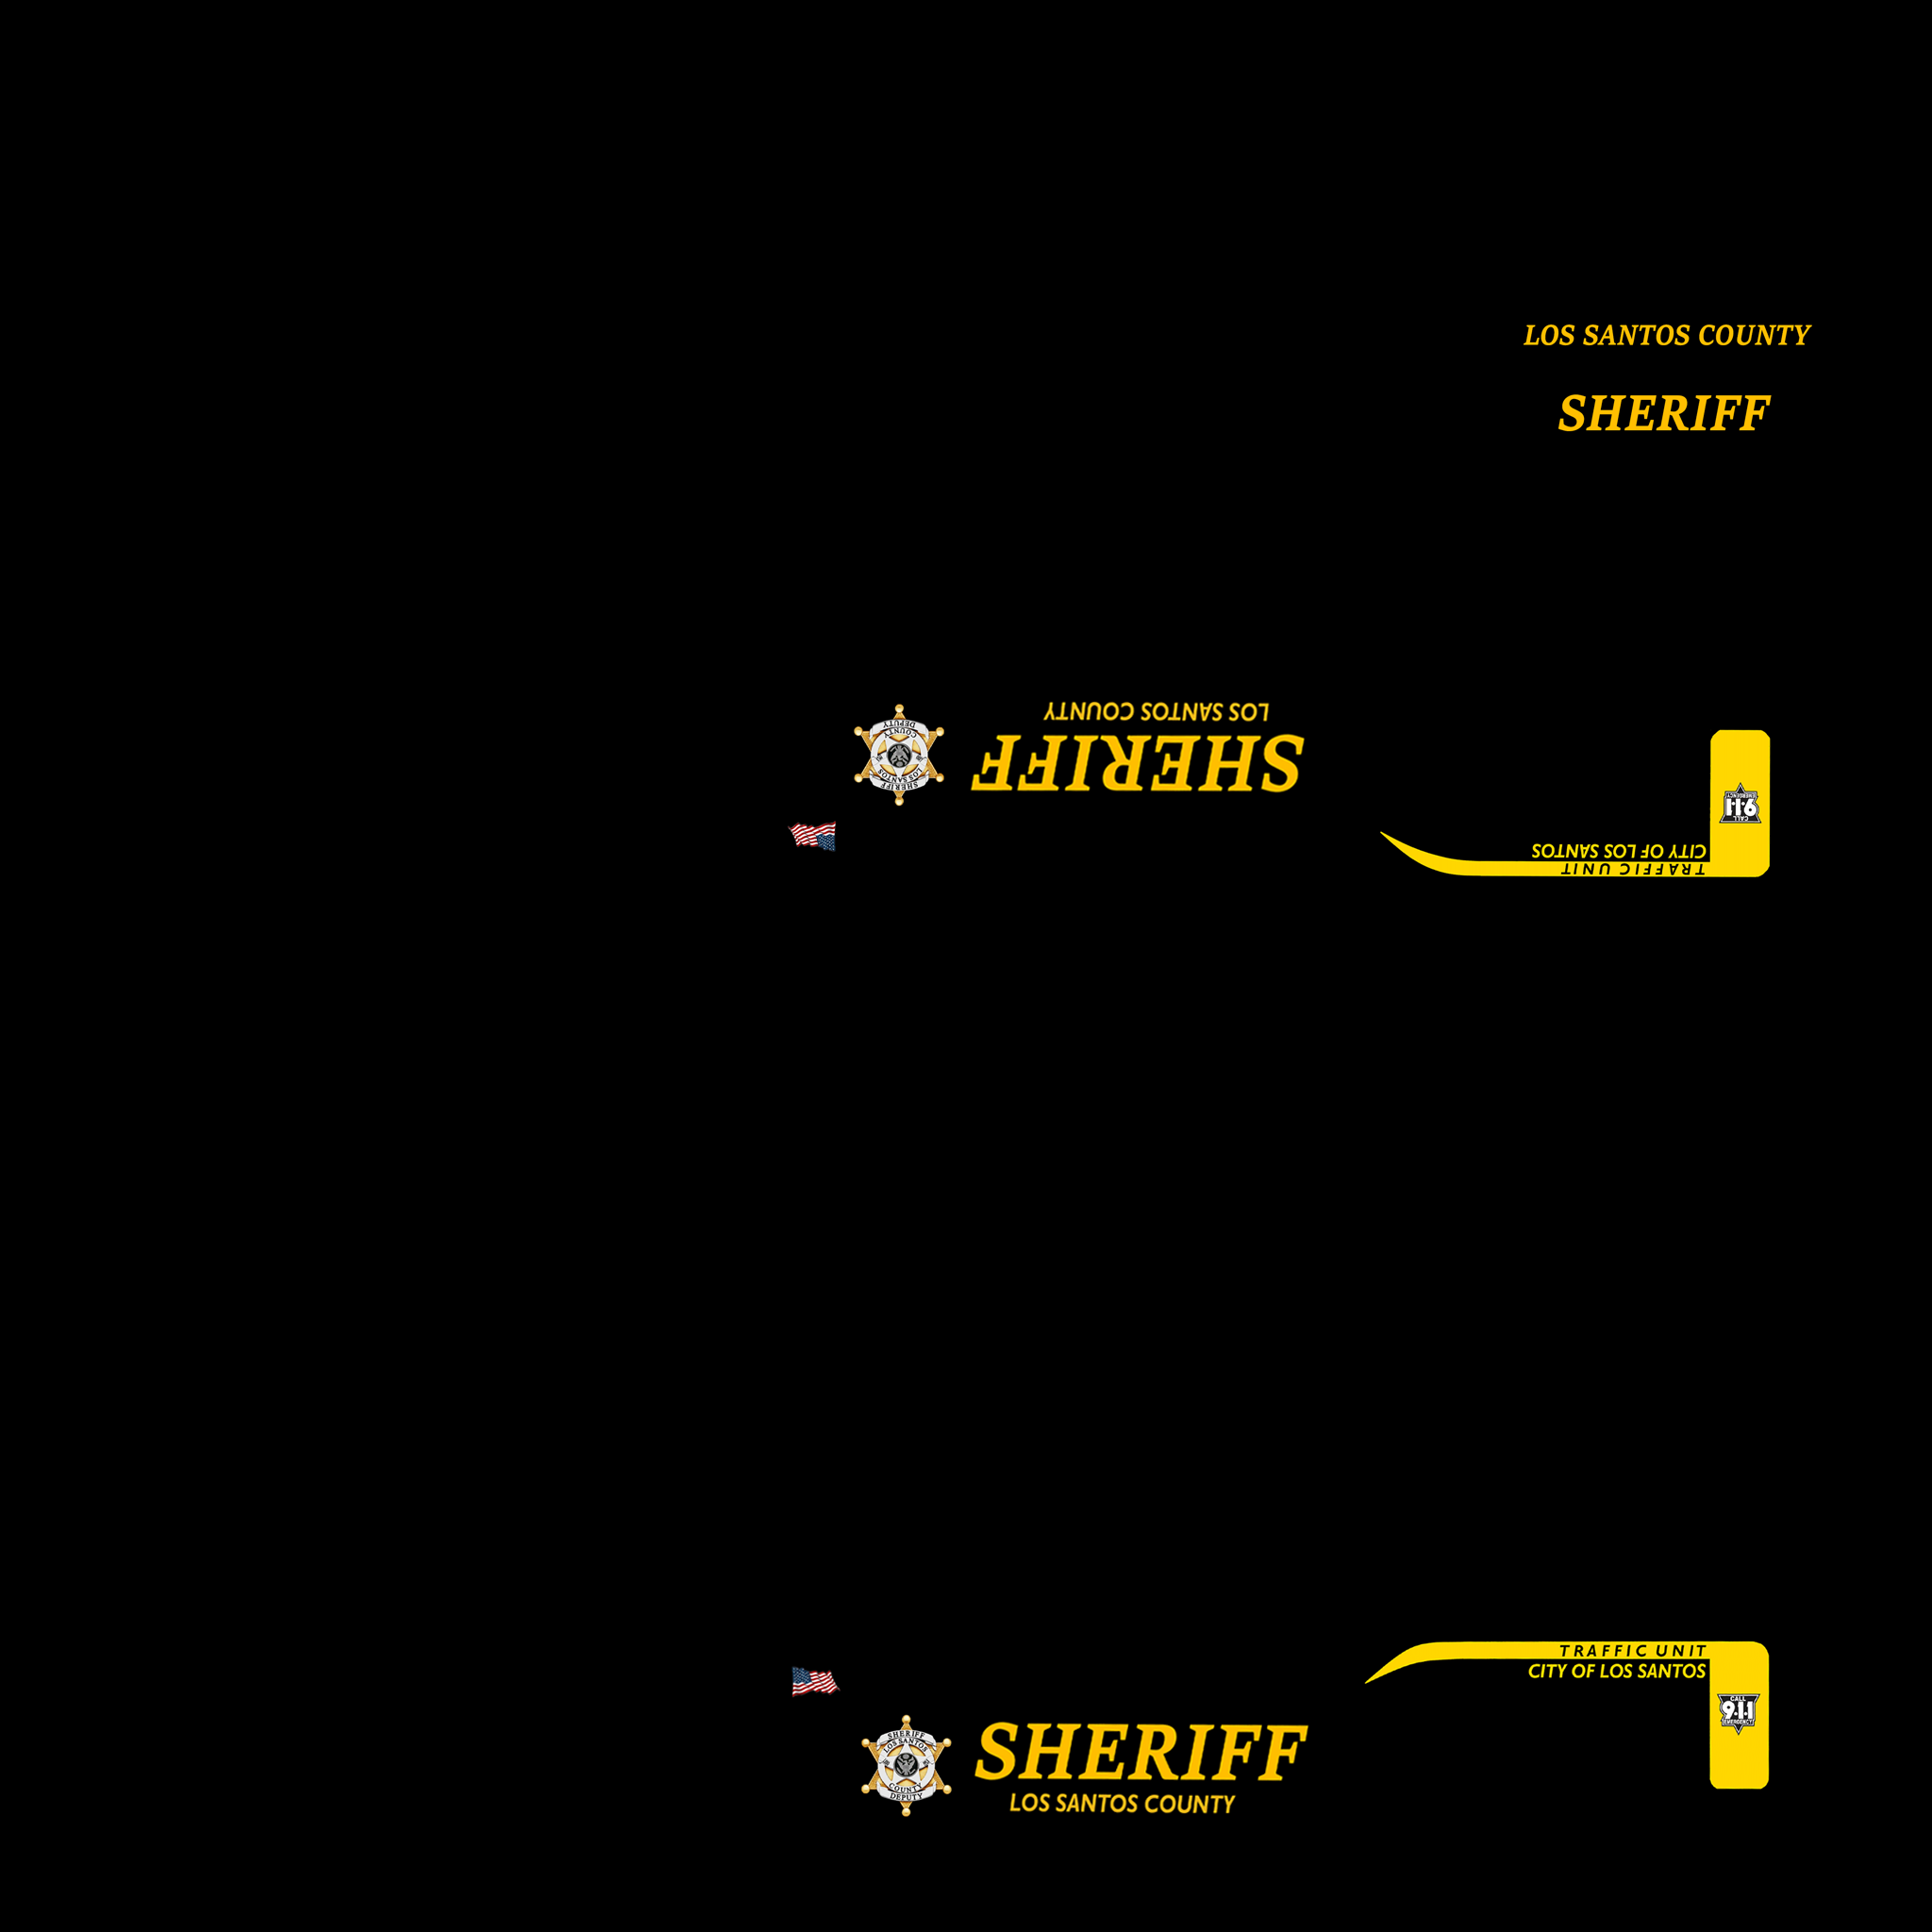 LOS SANTOS COUNTY
SHERIFF
LOS SANTOS COUNTY
SHERIFF
SHERIFF
LOS SANTOS
COUNTY
DEPUTY
CALL
9·1·1
EMERGENCY
CITY OF LOS SANTOS
TRAFFIC UNIT
TRAFFIC UNIT
CITY OF LOS SANTOS
CALL
9·1·1
EMERGENCY
SHERIFF
LOS SANTOS
COUNTY
DEPUTY
SHERIFF
LOS SANTOS COUNTY